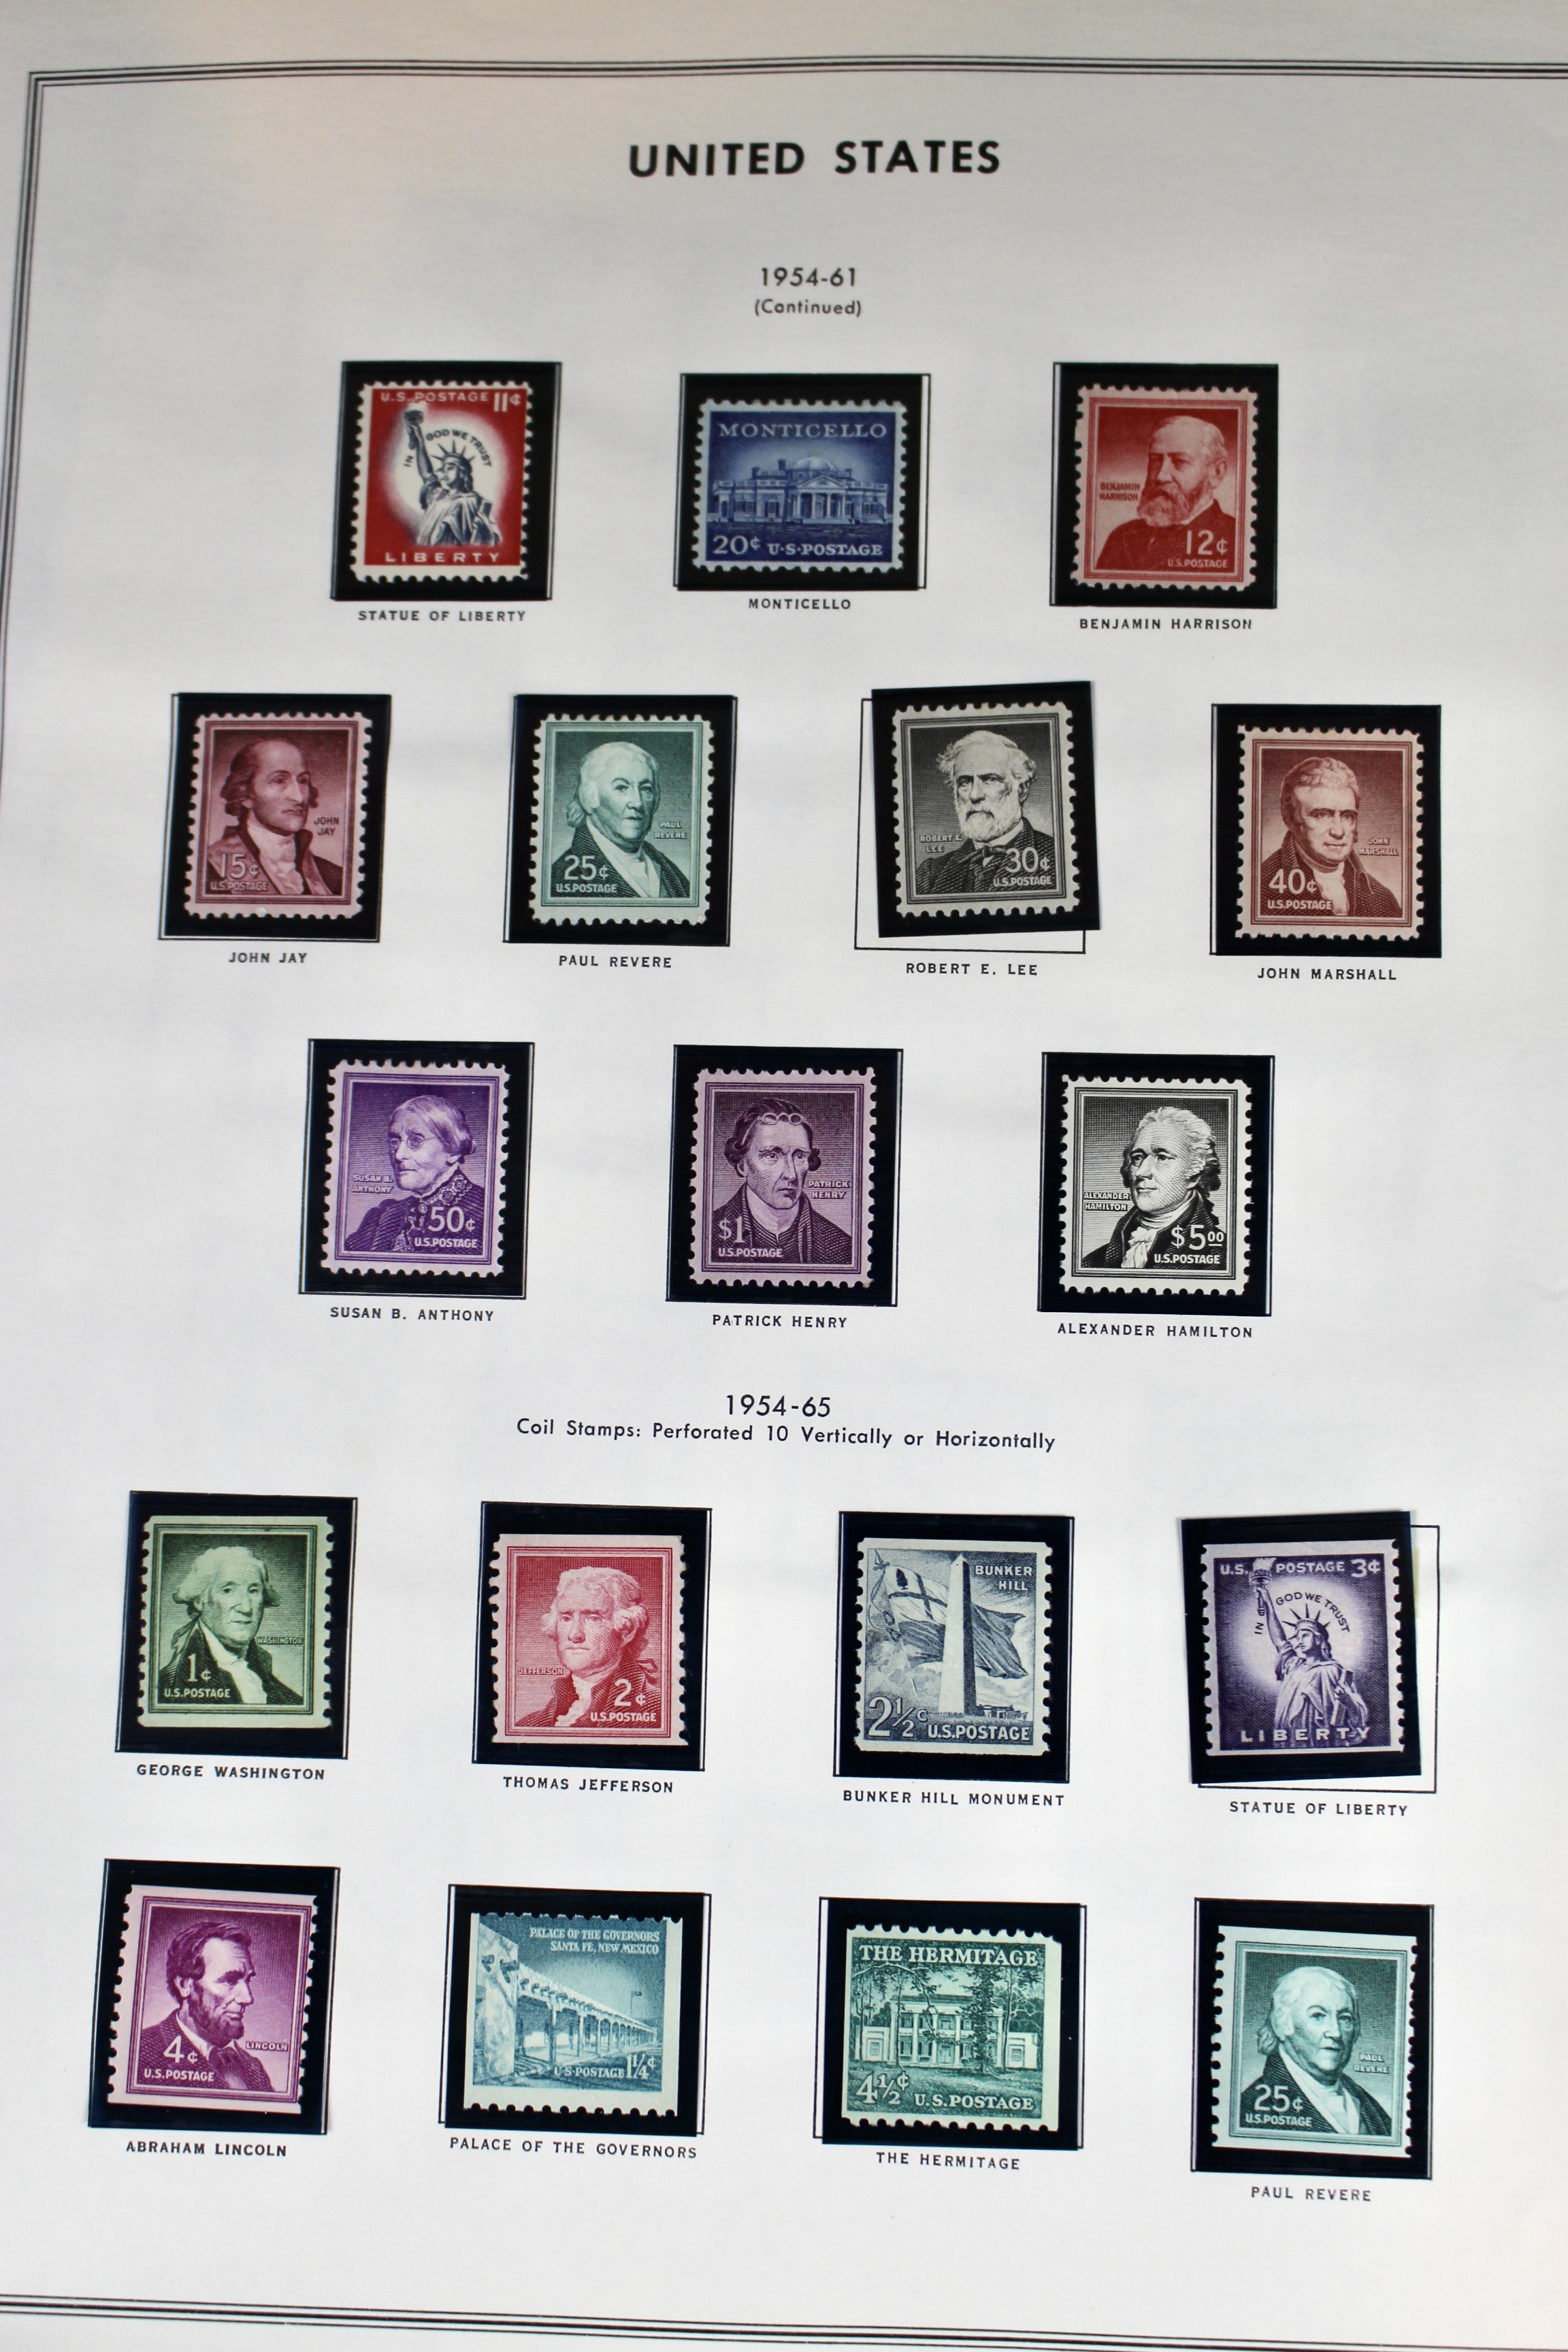 UNITED STATES
1954-61
(Continued)
U.S. POSTAGE 11¢
IN GOD WE TRUST
LIBERTY
STATUE OF LIBERTY
MONTICELLO
20¢ U·S·POSTAGE
MONTICELLO
BENJAMIN
HARRISON
12¢
U.S.POSTAGE
BENJAMIN HARRISON
JOHN
JAY
15¢
U.S.POSTAGE
JOHN JAY
PAUL
REVERE
25¢
U.S.POSTAGE
PAUL REVERE
ROBERT E.
LEE
30¢
U.S.POSTAGE
ROBERT E. LEE
JOHN
MARSHALL
40¢
U.S.POSTAGE
JOHN MARSHALL
SUSAN B.
ANTHONY
50¢
U.S.POSTAGE
SUSAN B. ANTHONY
PATRICK
HENRY
$1
U.S.POSTAGE
PATRICK HENRY
ALEXANDER
HAMILTON
$5.00
U.S.POSTAGE
ALEXANDER HAMILTON
1954-65
Coil Stamps: Perforated 10 Vertically or Horizontally
WASHINGTON
1¢
U.S.POSTAGE
GEORGE WASHINGTON
JEFFERSON
2¢
U.S.POSTAGE
THOMAS JEFFERSON
BUNKER
HILL
2½¢ U.S.POSTAGE
BUNKER HILL MONUMENT
U.S. POSTAGE 3¢
IN GOD WE TRUST
LIBERTY
STATUE OF LIBERTY
LINCOLN
4¢
U.S.POSTAGE
ABRAHAM LINCOLN
PALACE OF THE GOVERNORS
SANTA FE, NEW MEXICO
U·S·POSTAGE 1¼¢
PALACE OF THE GOVERNORS
THE HERMITAGE
4½¢ U.S.POSTAGE
THE HERMITAGE
PAUL
REVERE
25¢
U.S.POSTAGE
PAUL REVERE